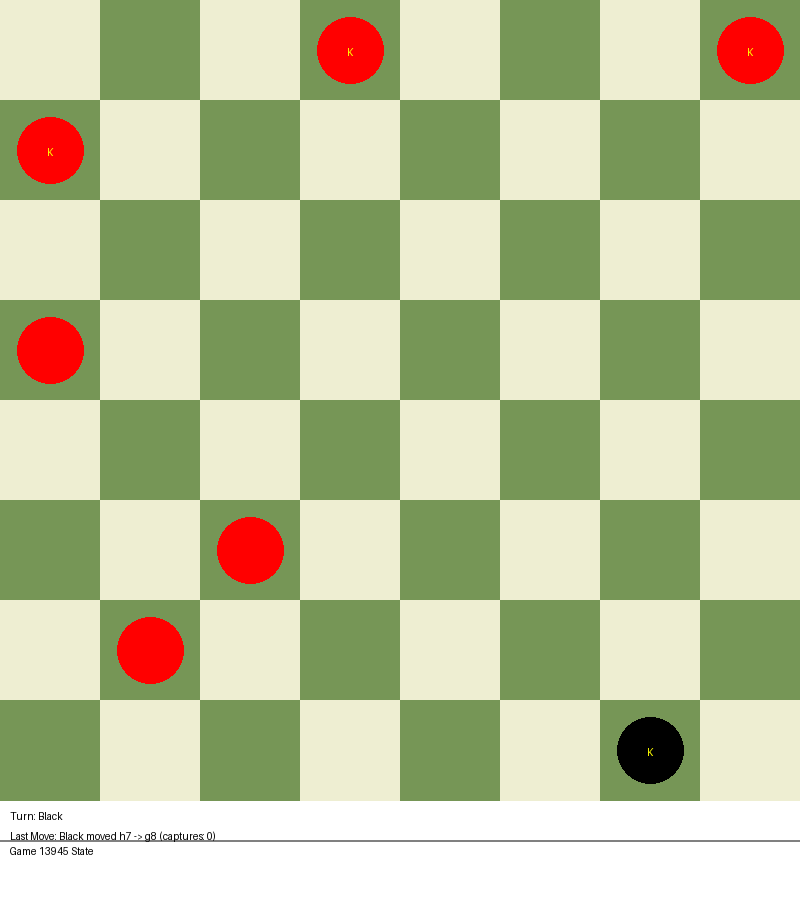 K K
K
K
Turn: Black
Last Move: Black moved h7 -> g8 (captures: 0)
Game 13945 State